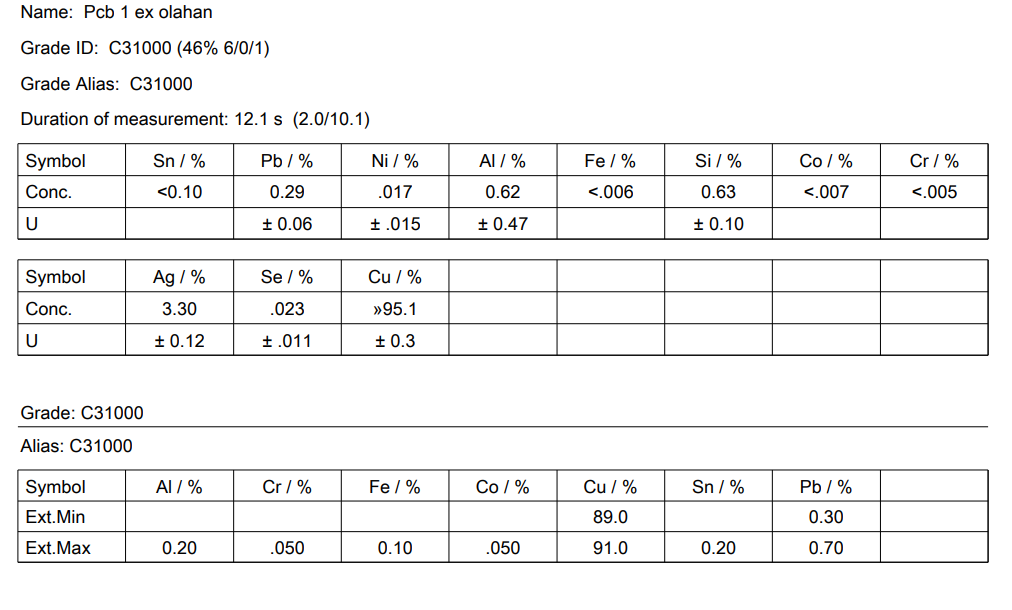 Name: Pcb 1 ex olahan
Grade ID: C31000 (46% 6/0/1)
Grade Alias: C31000
Duration of measurement: 12.1 s (2.0/10.1)
Symbol Sn / % Pb / % Ni / % Al / % Fe / % Si / % Co / % Cr / %
Conc. <0.10 0.29 .017 0.62 <.006 0.63 <.007 <.005
U ± 0.06 ± .015 ± 0.47 ± 0.10
Symbol Ag / % Se / % Cu / %
Conc. 3.30 .023 »95.1
U ± 0.12 ± .011 ± 0.3
Grade: C31000
Alias: C31000
Symbol Al / % Cr / % Fe / % Co / % Cu / % Sn / % Pb / %
Ext.Min 89.0 0.30
Ext.Max 0.20 .050 0.10 .050 91.0 0.20 0.70